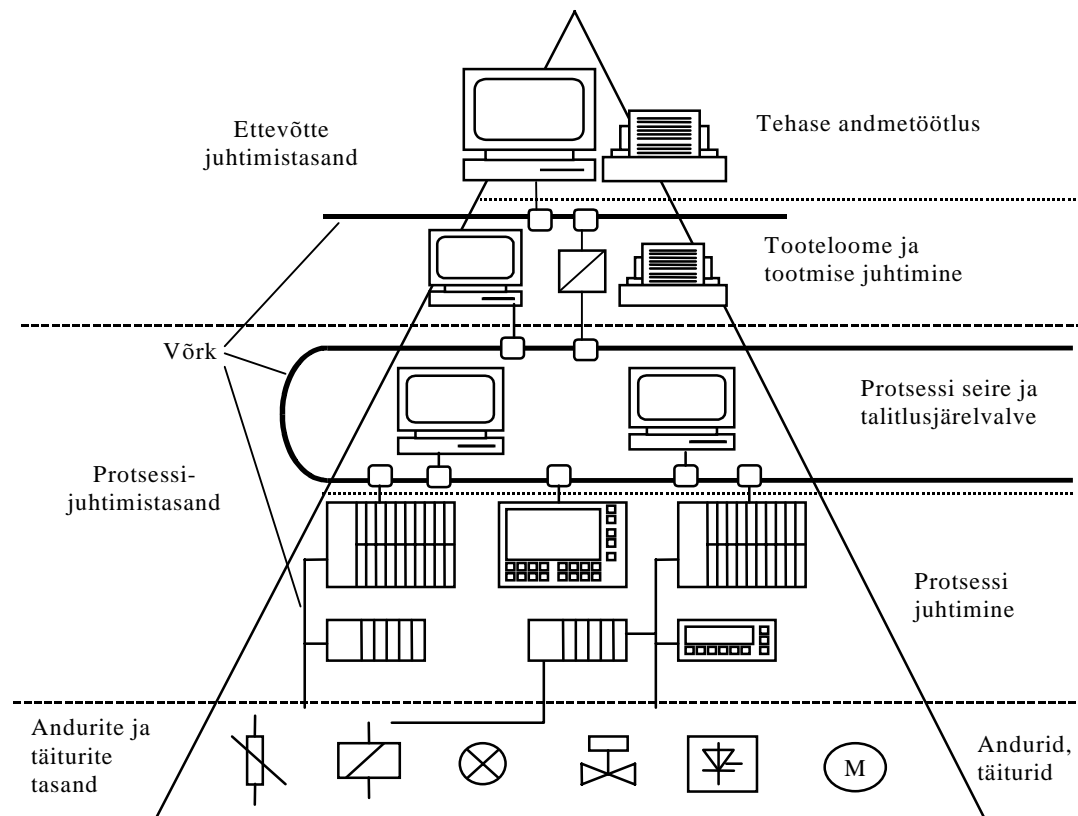 Ettevõtte
juhtimistasand
Tehase andmetöötlus
Tooteloome ja
tootmise juhtimine
Võrk
Protsessi seire ja
talitlusjärelvalve
Protsessi-
juhtimistasand
Protsessi
juhtimine
Andurite ja
täiturite
tasand
M
Andurid,
täiturid